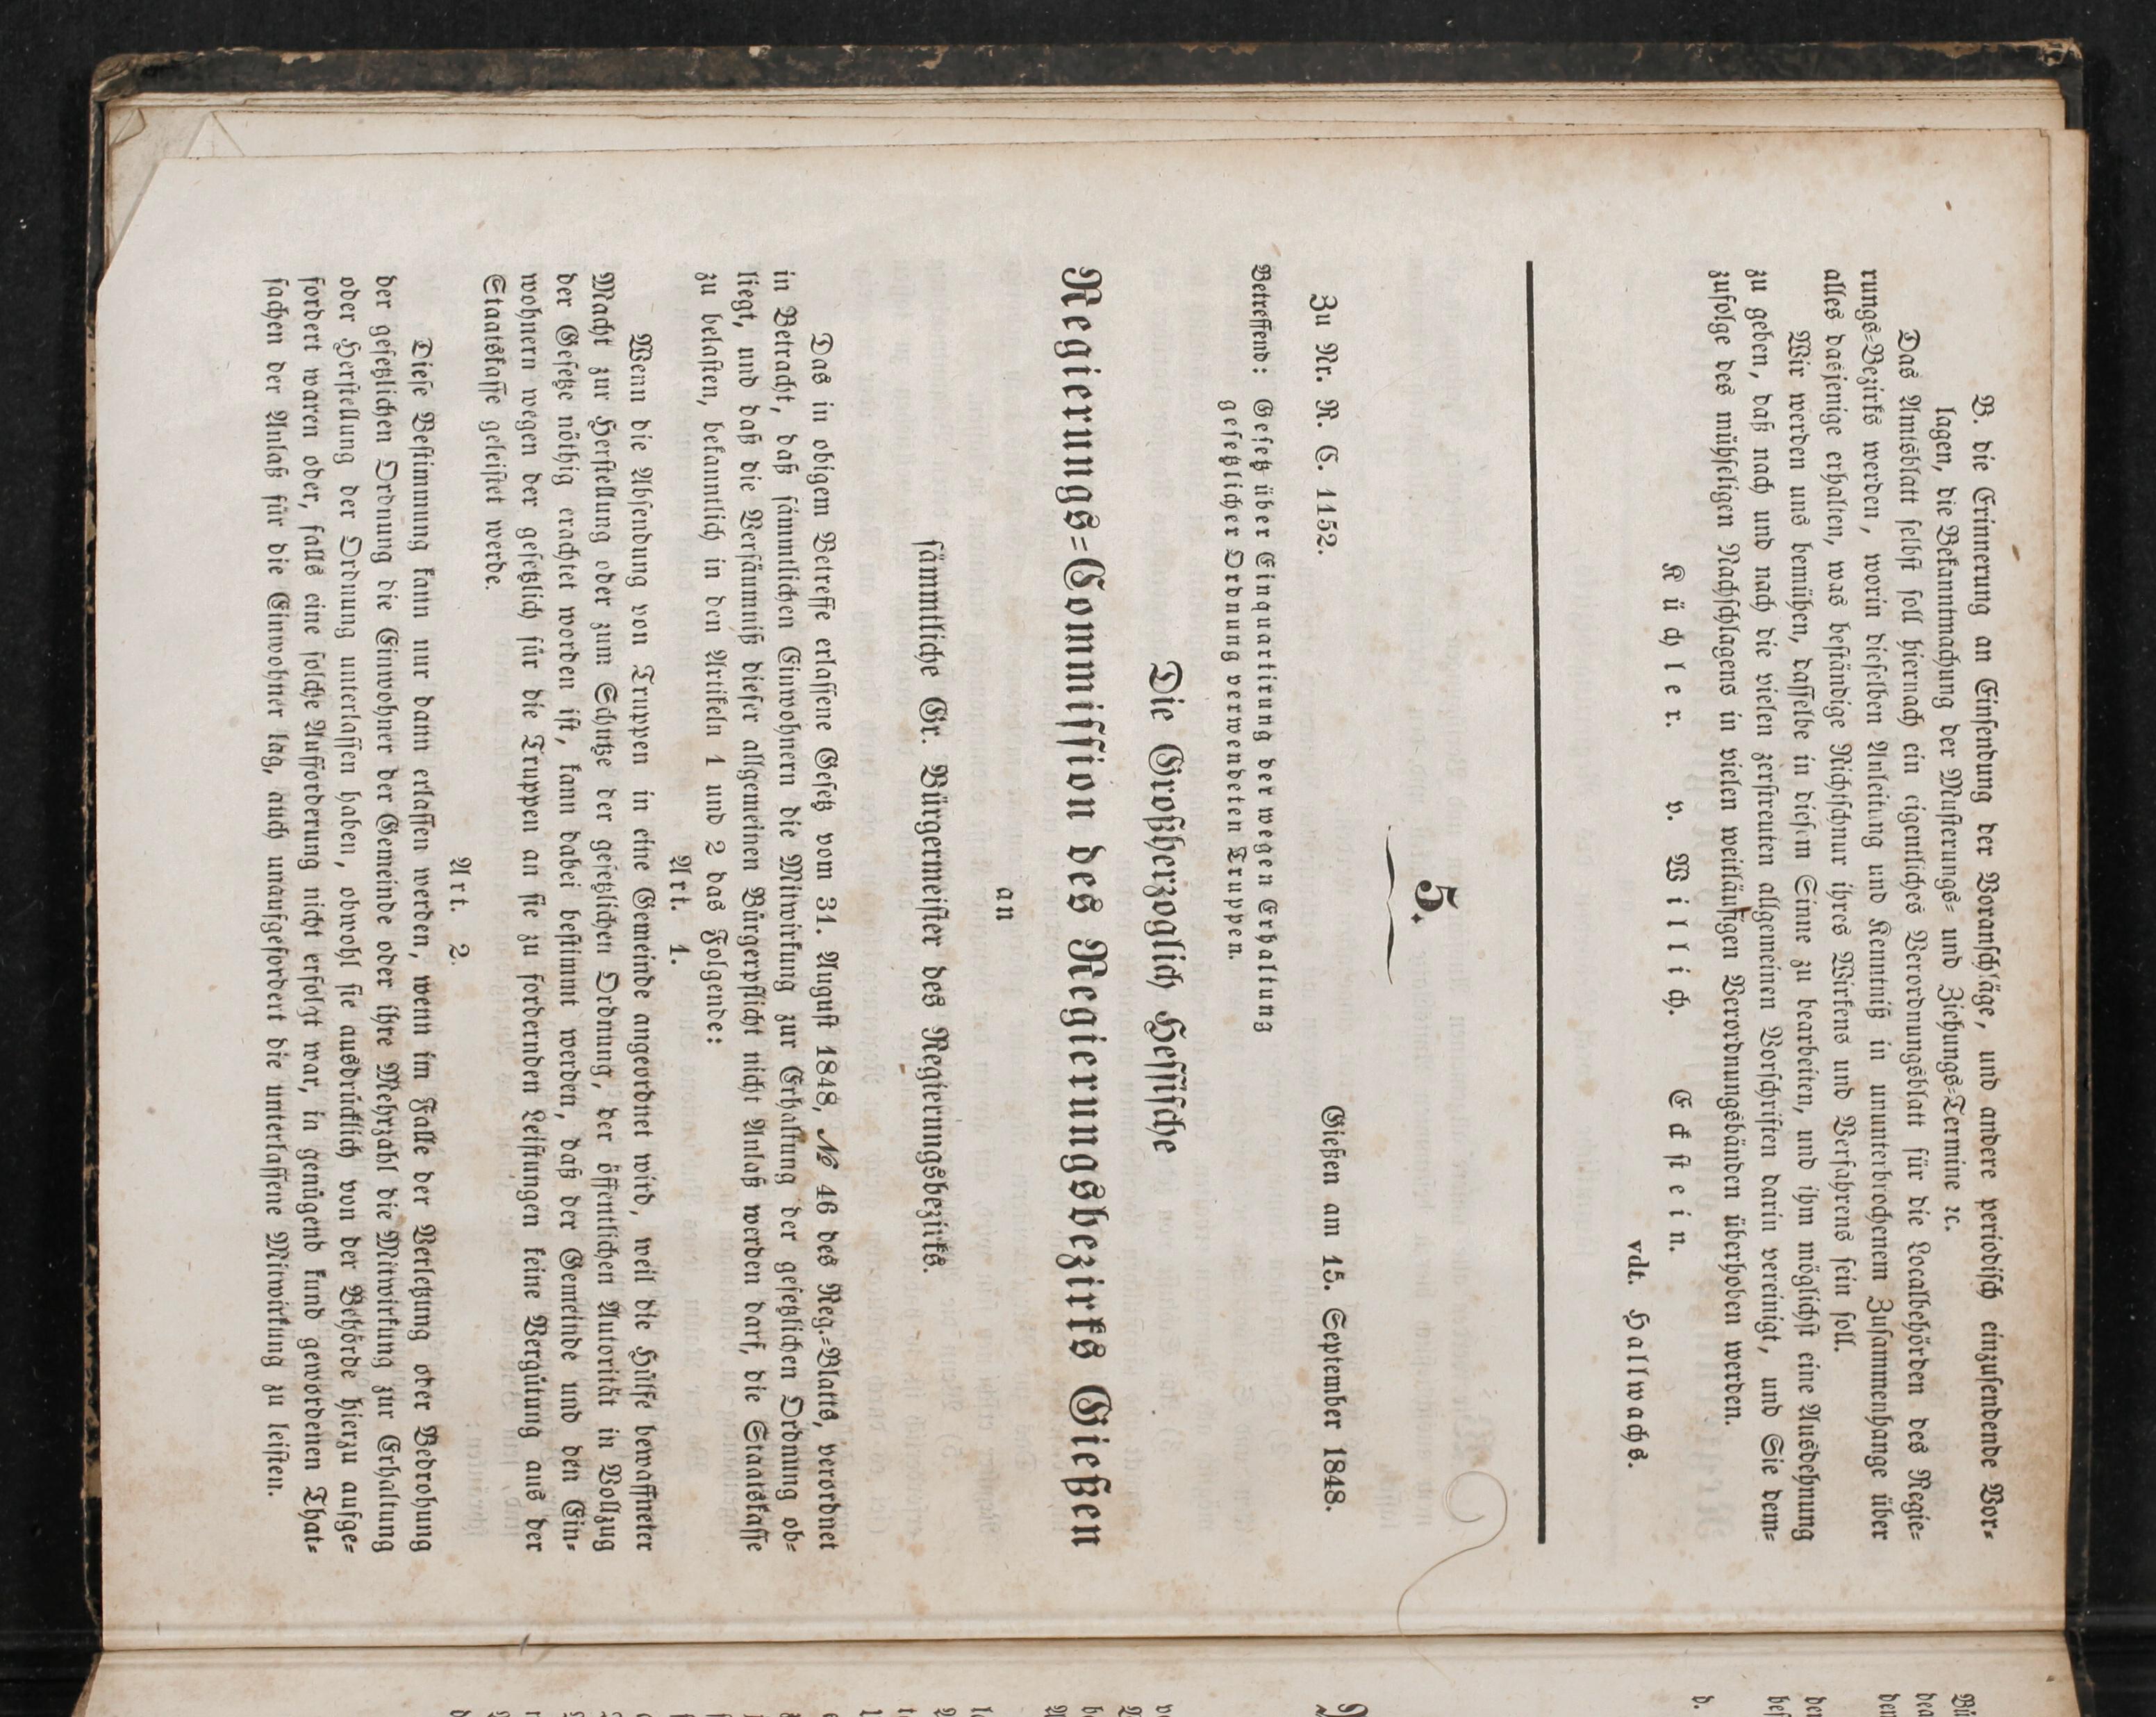 B. die Erinnerung an Einsendung der Voranschläge, und andere periodisch einzusendende Vor-
lagen, die Bekanntmachung der Musterungs- und Ziehungs-Termine ꝛc.
Das Amtsblatt selbst soll hiernach ein eigentliches Verordnungsblatt für die Localbehörden des Regie-
rungs-Bezirks werden, worin dieselben Anleitung und Kenntniß in ununterbrochenem Zusammenhange über
alles dasjenige erhalten, was beständige Richtschnur ihres Wirkens und Verfahrens sein soll.
Wir werden uns bemühen, dasselbe in diesem Sinne zu bearbeiten, und ihm möglichst eine Ausdehnung
zu geben, daß nach und nach die vielen zerstreuten allgemeinen Vorschriften darin vereinigt, und Sie dem-
zufolge des mühseligen Nachschlagens in vielen weitläufigen Verordnungsbänden überhoben werden.
Küchler. v. Willich. Eckstein.
vdt. Hallwachs.
5.
Zu Nr. R. C. 1152. Gießen am 15. September 1848.
Betreffend: Gesetz über Einquartirung der wegen Erhaltung
gesetzlicher Ordnung verwendeten Truppen.
Die Großherzoglich Hessische
Regierungs-Commission des Regierungsbezirks Gießen
an
sämmtliche Gr. Bürgermeister des Regierungsbezirks.
Das in obigem Betreffe erlassene Gesetz vom 31. August 1848, № 46 des Reg.-Blatts, verordnet
in Betracht, daß sämmtlichen Einwohnern die Mitwirkung zur Erhaltung der gesetzlichen Ordnung ob-
liegt, und daß die Versäumniß dieser allgemeinen Bürgerpflicht nicht Anlaß werden darf, die Staatskasse
zu belasten, bekanntlich in den Artikeln 1 und 2 das Folgende:
Art. 1.
Wenn die Absendung von Truppen in eine Gemeinde angeordnet wird, weil die Hülfe bewaffneter
Macht zur Herstellung oder zum Schutze der gesetzlichen Ordnung, der öffentlichen Autorität in Vollzug
der Gesetze nöthig erachtet worden ist, kann dabei bestimmt werden, daß der Gemeinde und den Ein-
wohnern wegen der gesetzlich für die Truppen an sie zu fordernden Leistungen keine Vergütung aus der
Staatskasse geleistet werde.
Art. 2.
Diese Bestimmung kann nur dann erlassen werden, wenn im Falle der Verletzung oder Bedrohung
der gesetzlichen Ordnung die Einwohner der Gemeinde oder ihre Mehrzahl die Mitwirkung zur Erhaltung
oder Herstellung der Ordnung unterlassen haben, obwohl sie ausdrücklich von der Behörde hierzu aufge-
fordert waren oder, falls eine solche Aufforderung nicht erfolgt war, in genügend kund gewordenen That-
sachen der Anlaß für die Einwohner lag, auch unaufgefordert die unterlassene Mitwirkung zu leisten.